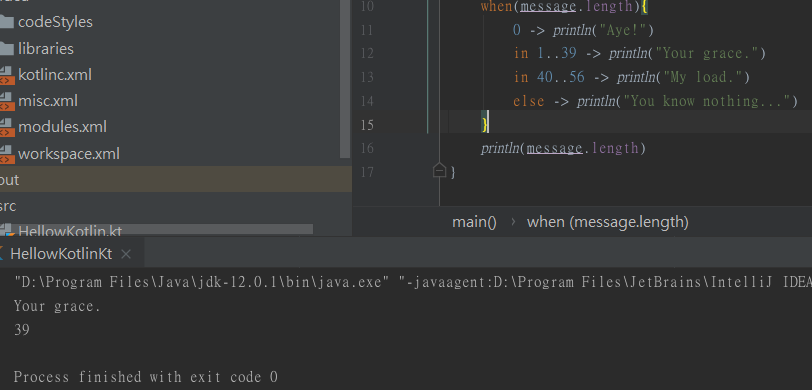 codeStyles
libraries
kotlinc.xml
misc.xml
modules.xml
workspace.xml
out
src
HellowKotlin.kt
10 when(message.length){
11 0 -> println("Aye!")
12 in 1..39 -> println("Your grace.")
13 in 40..56 -> println("My load.")
14 else -> println("You know nothing...")
15 }
16 println(message.length)
17 }
main() › when (message.length)
HellowKotlinKt ×
"D:\Program Files\Java\jdk-12.0.1\bin\java.exe" "-javaagent:D:\Program Files\JetBrains\IntelliJ IDEA
Your grace.
39
Process finished with exit code 0